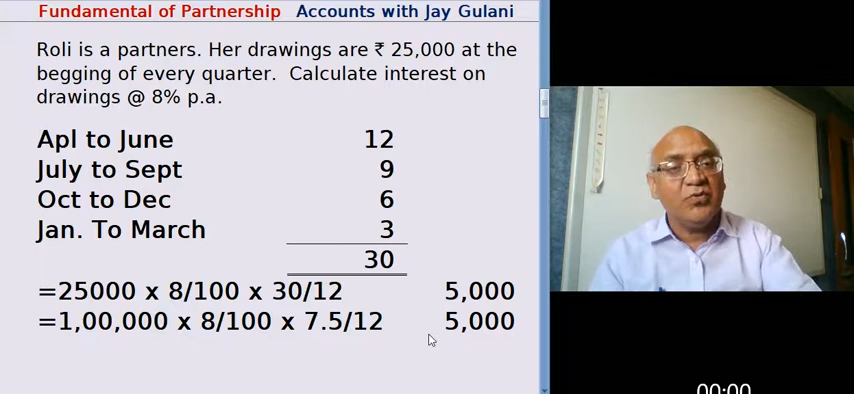 Fundamental of Partnership Accounts with Jay Gulani
Roli is a partners. Her drawings are ₹ 25,000 at the
begging of every quarter. Calculate interest on
drawings @ 8% p.a.
Apl to June 12
July to Sept 9
Oct to Dec 6
Jan. To March 3
30
=25000 x 8/100 x 30/12 5,000
=1,00,000 x 8/100 x 7.5/12 5,000
00:00